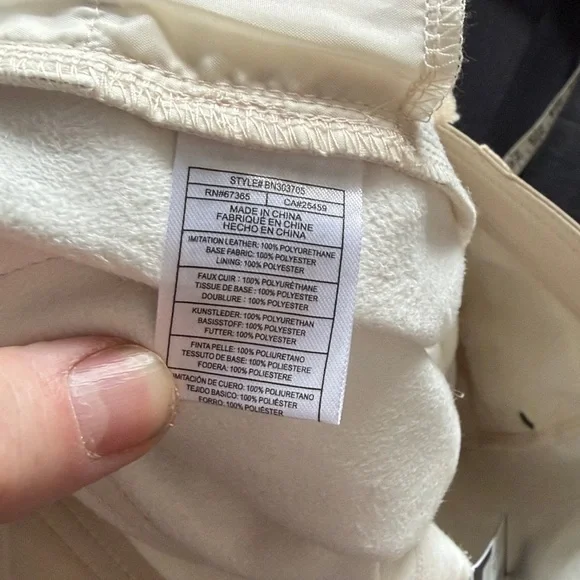 STYLE# BN303705
RN#67365 CA#25459
MADE IN CHINA
FABRIQUÉ EN CHINE
HECHO EN CHINA
IMITATION LEATHER: 100% POLYURETHANE
BASE FABRIC: 100% POLYESTER
LINING: 100% POLYESTER
FAUX CUIR : 100% POLYURÉTHANE
TISSUE DE BASE : 100% POLYESTER
DOUBLURE : 100% POLYESTER
KUNSTLEDER: 100% POLYURETHAN
BASISSTOFF: 100% POLYESTER
FUTTER: 100% POLYESTER
FINTA PELLE: 100% POLIURETANO
TESSUTO DE BASE: 100% POLIESTERE
FODERA: 100% POLIESTERE
IMITACIÓN DE CUERO: 100% POLIURETANO
TEJIDO BÁSICO: 100% POLIÉSTER
FORRO: 100% POLIÉSTER